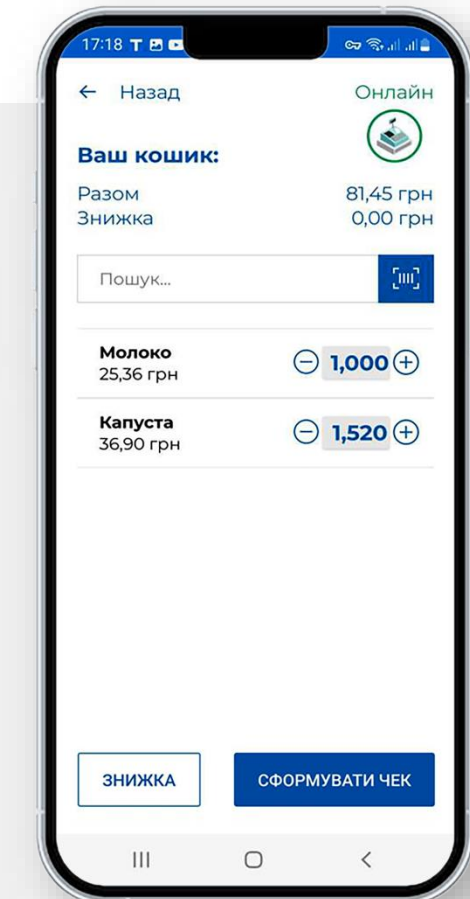 17:18
← Назад
Онлайн
Ваш кошик:
Разом 81,45 грн
Знижка 0,00 грн
Пошук...
Молоко
25,36 грн
1,000
Капуста
36,90 грн
1,520
ЗНИЖКА
СФОРМУВАТИ ЧЕК